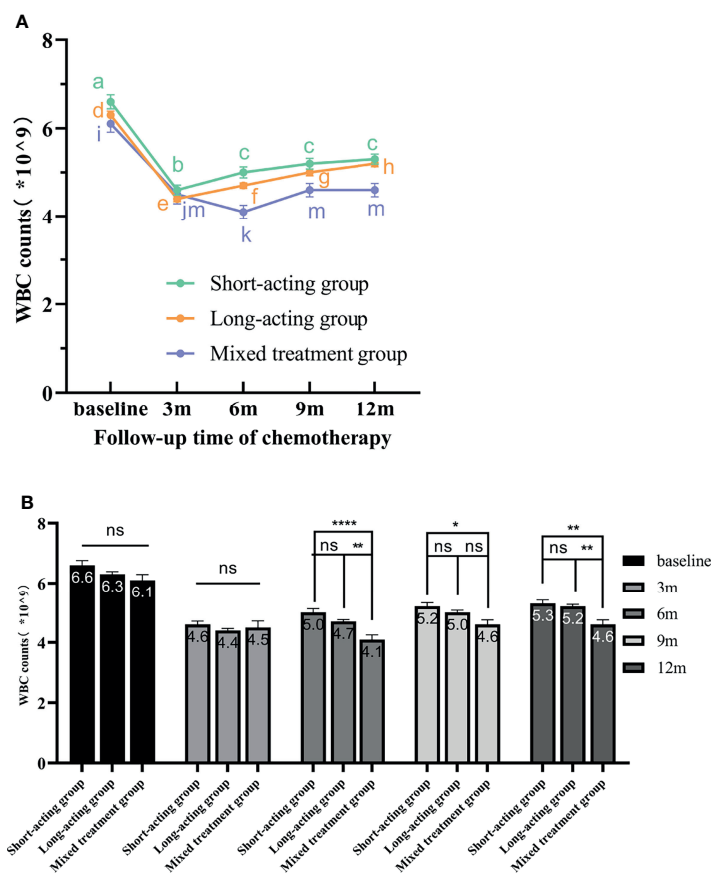 A
WBC counts( *10^9)
8
6
4
2
0
a
d
i
b
e
jm
c
f
k
c
g
m
c
h
m
Short-acting group
Long-acting group
Mixed treatment group
baseline 3m 6m 9m 12m
Follow-up time of chemotherapy
B
WBC counts( *10^9)
8
6
4
2
0
ns
ns
****
ns **
*
ns ns
**
ns **
6.6 6.3 6.1
4.6 4.4 4.5
5.0 4.7 4.1
5.2 5.0 4.6
5.3 5.2 4.6
baseline
3m
6m
9m
12m
Short-acting group
Long-acting group
Mixed treatment group
Short-acting group
Long-acting group
Mixed treatment group
Short-acting group
Long-acting group
Mixed treatment group
Short-acting group
Long-acting group
Mixed treatment group
Short-acting group
Long-acting group
Mixed treatment group